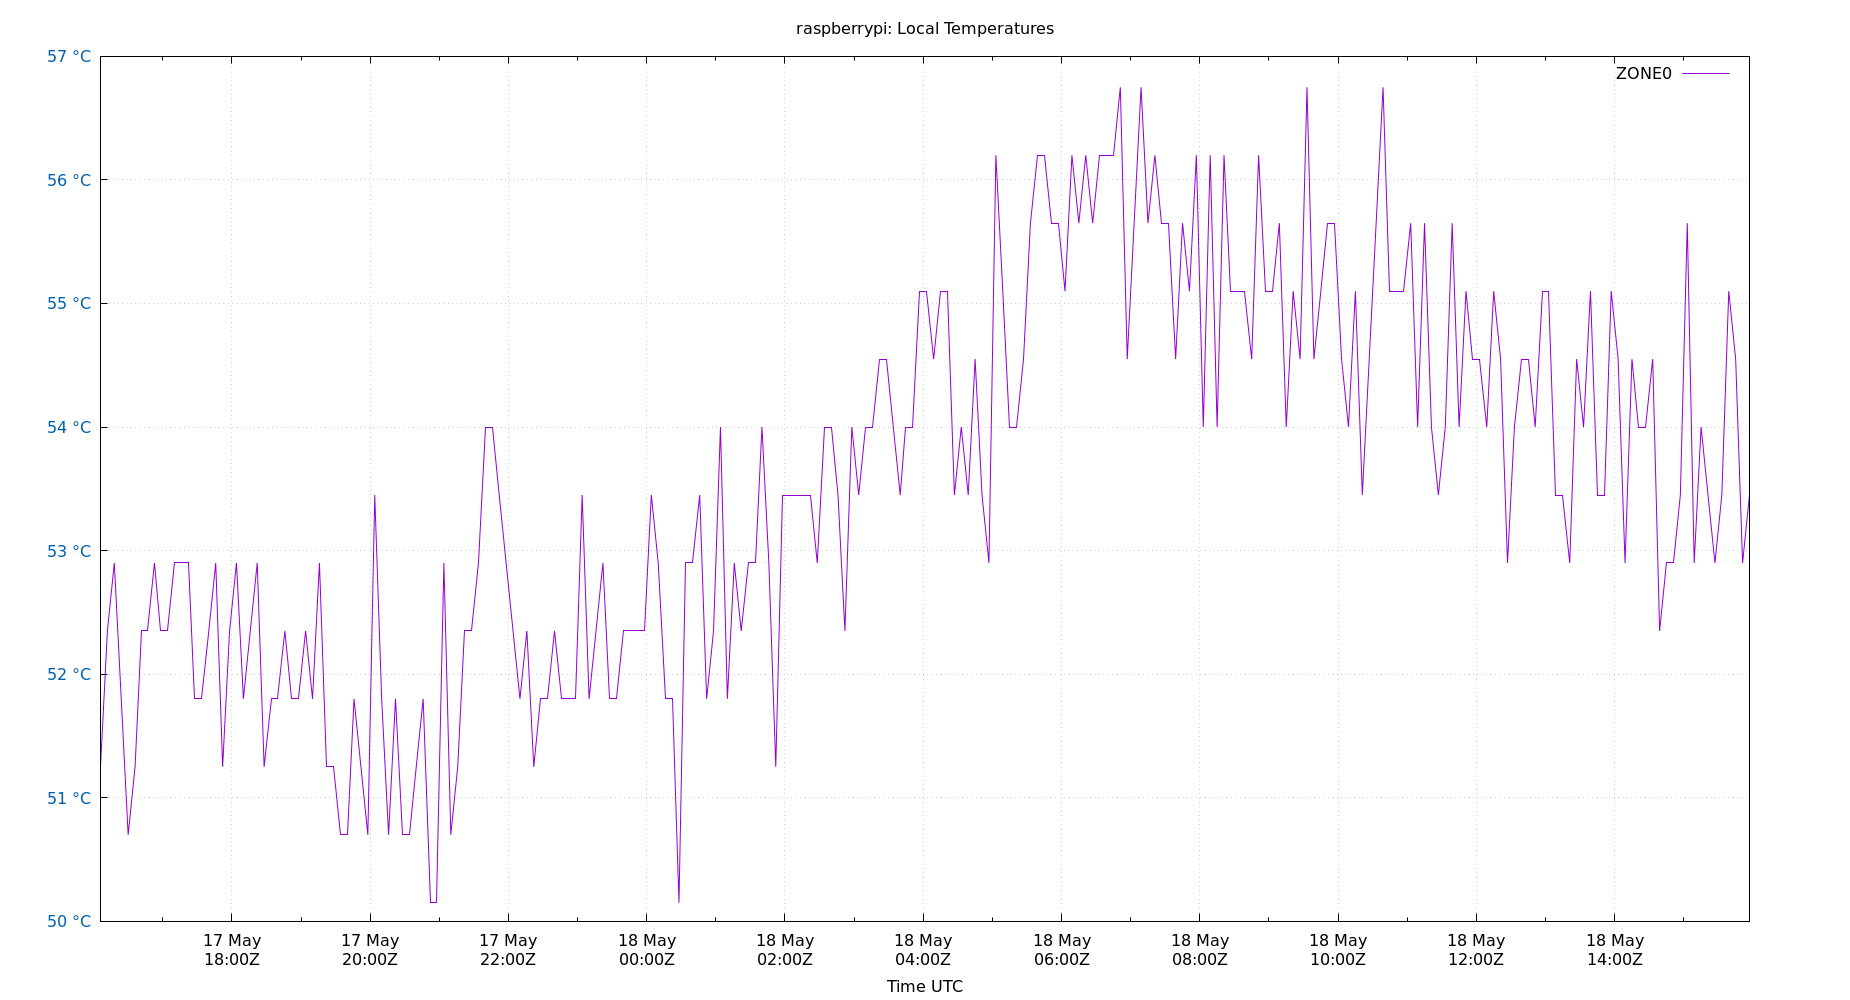 raspberrypi: Local Temperatures
57 °C
ZONE0
56 °C
55 °C
54 °C
53 °C
52 °C
51 °C
50 °C
17 May 17 May 17 May 18 May 18 May 18 May 18 May 18 May 18 May 18 May 18 May
18:00Z 20:00Z 22:00Z 00:00Z 02:00Z 04:00Z 06:00Z 08:00Z 10:00Z 12:00Z 14:00Z
Time UTC